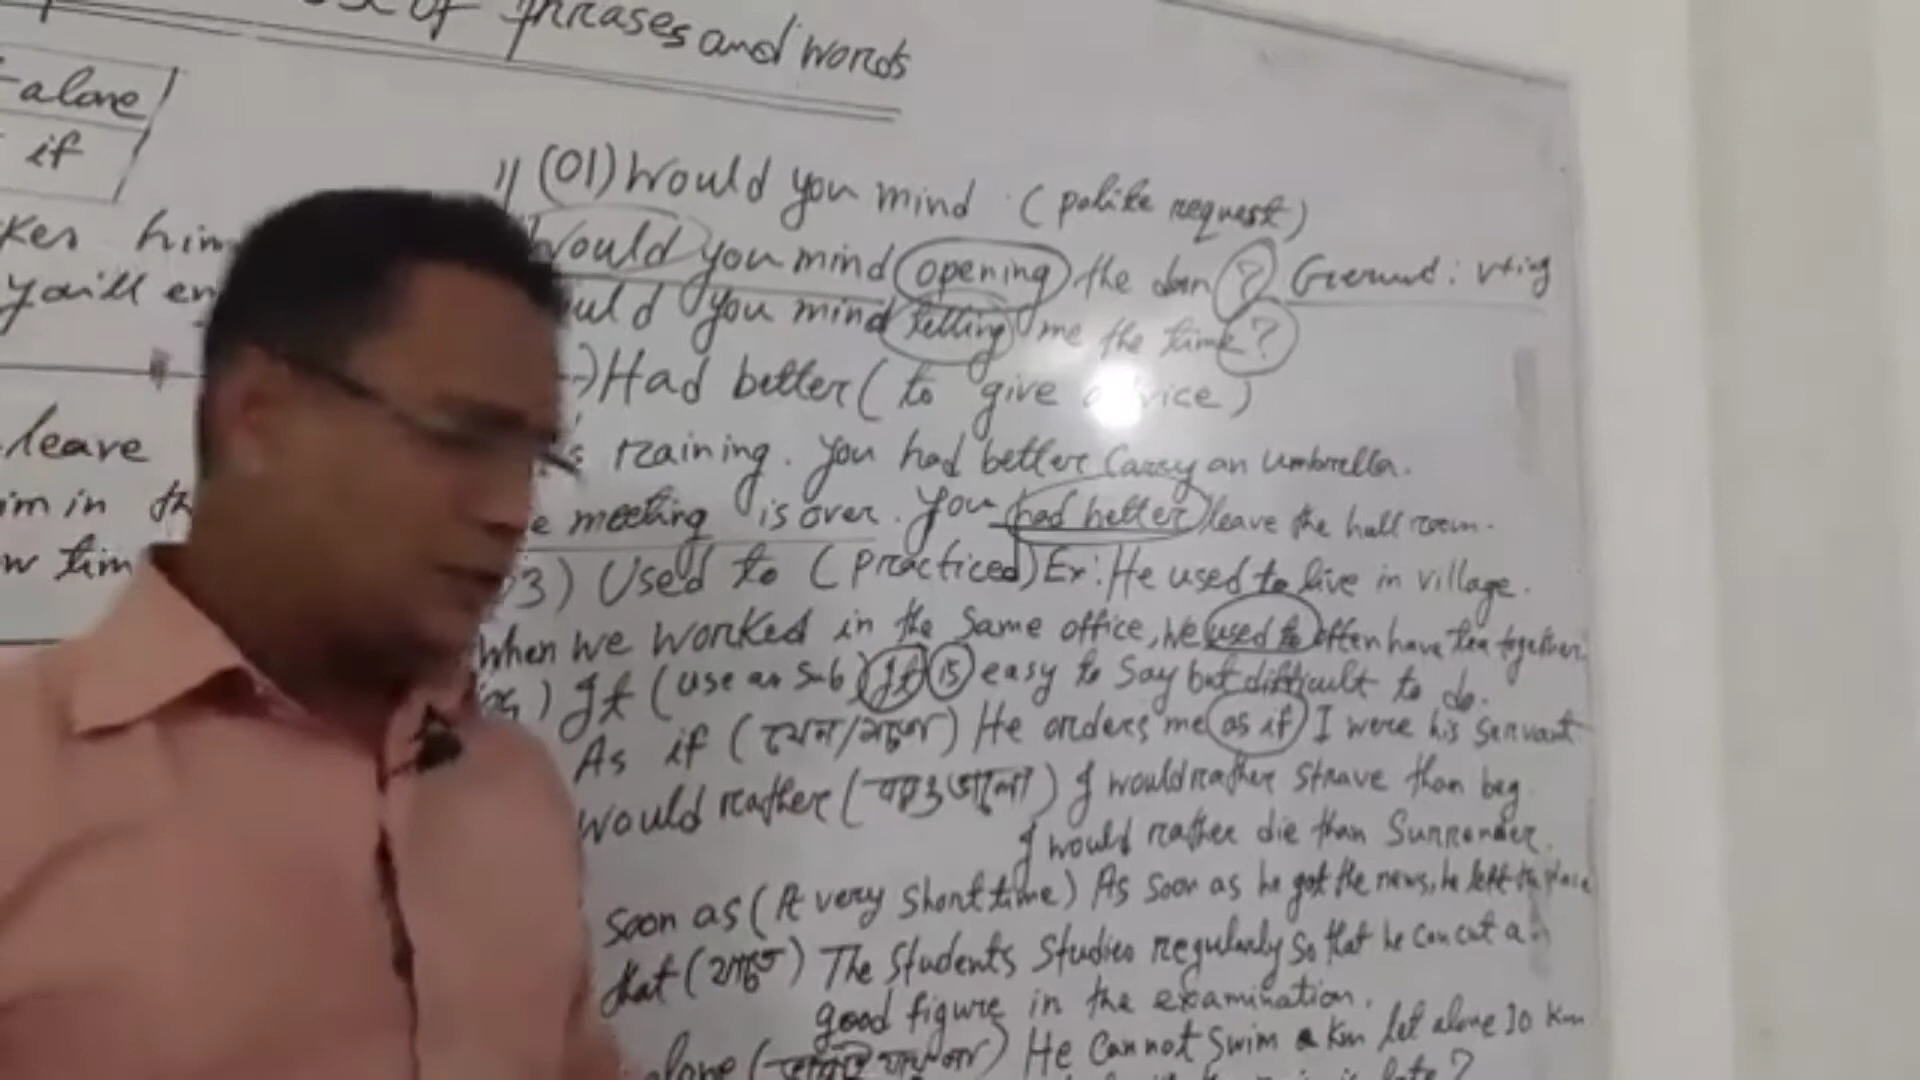 of phrases and words
alone
if
kes him
you'll en
leave
im in th
w tim
(01) Would you mind (polite request)
Would you mind opening the door? Gerund: v+ing
uld you mind telling me the time?
) Had better (to give vice)
's raining. You had better carry an umbrella.
e meeting is over. You had better leave the hall room.
3) Used to (practiced) Ex: He used to live in village.
When we worked in the same office, we used to often have tea together.
) It (use as sub) It is easy to say but difficult to do.
As if (যেন/মতন) He orders me as if I were his servant
would rather (বরংভালো) I would rather strave than beg.
I would rather die than surrender.
soon as (A very short time) As soon as he got the news, he left the place
that (যাতে) The students studies regularly so that he can cut a
good figure in the examination.
alone ( ) He cannot swim a km let alone 10 km
late?